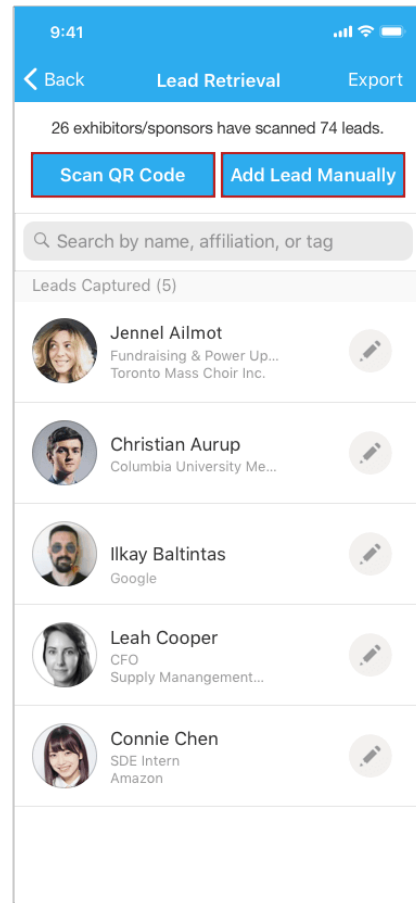 9:41
Back
Lead Retrieval
Export
26 exhibitors/sponsors have scanned 74 leads.
Scan QR Code
Add Lead Manually
Search by name, affiliation, or tag
Leads Captured (5)
Jennel Ailmot
Fundraising & Power Up...
Toronto Mass Choir Inc.
Christian Aurup
Columbia University Me...
Ilkay Baltintas
Google
Leah Cooper
CFO
Supply Manangement...
Connie Chen
SDE Intern
Amazon